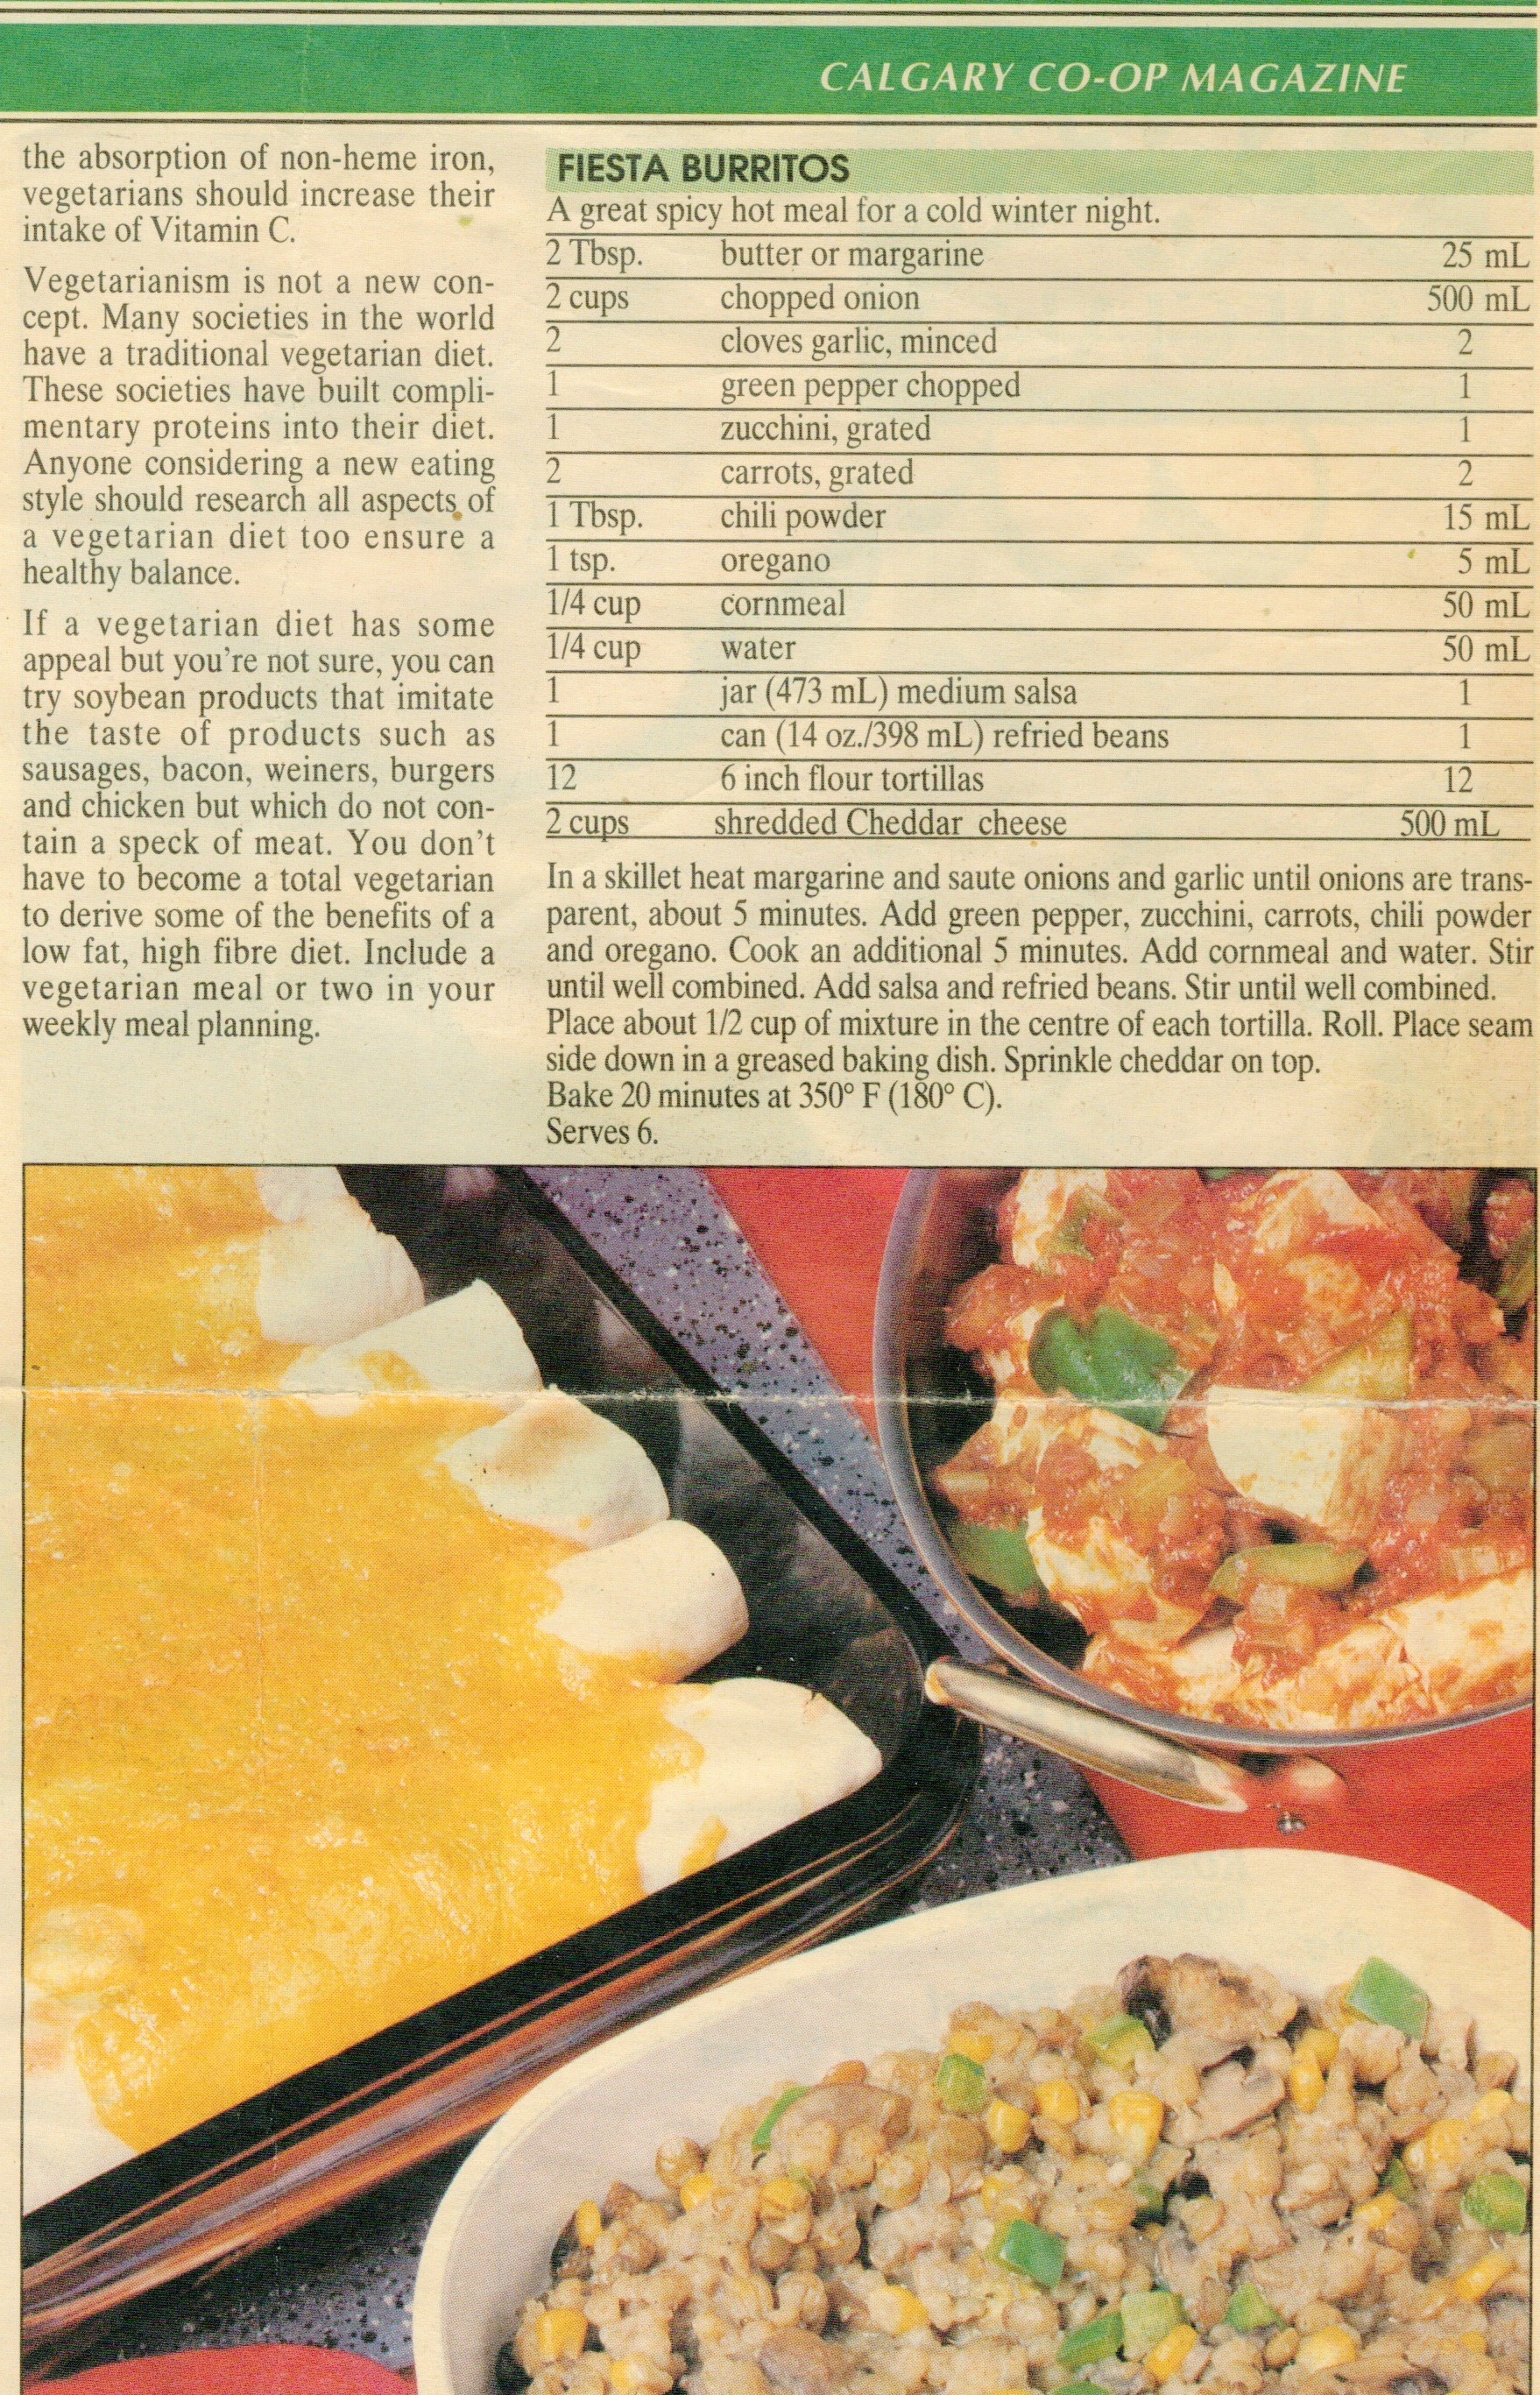 CALGARY CO-OP MAGAZINE
the absorption of non-heme iron,
vegetarians should increase their
intake of Vitamin C.
Vegetarianism is not a new con-
cept. Many societies in the world
have a traditional vegetarian diet.
These societies have built compli-
mentary proteins into their diet.
Anyone considering a new eating
style should research all aspects of
a vegetarian diet too ensure a
healthy balance.
If a vegetarian diet has some
appeal but you're not sure, you can
try soybean products that imitate
the taste of products such as
sausages, bacon, weiners, burgers
and chicken but which do not con-
tain a speck of meat. You don't
have to become a total vegetarian
to derive some of the benefits of a
low fat, high fibre diet. Include a
vegetarian meal or two in your
weekly meal planning.
FIESTA BURRITOS
A great spicy hot meal for a cold winter night.
2 Tbsp. butter or margarine 25 mL
2 cups chopped onion 500 mL
2 cloves garlic, minced 2
1 green pepper chopped 1
1 zucchini, grated 1
2 carrots, grated 2
1 Tbsp. chili powder 15 mL
1 tsp. oregano 5 mL
1/4 cup cornmeal 50 mL
1/4 cup water 50 mL
1 jar (473 mL) medium salsa 1
1 can (14 oz./398 mL) refried beans 1
12 6 inch flour tortillas 12
2 cups shredded Cheddar cheese 500 mL
In a skillet heat margarine and saute onions and garlic until onions are trans-
parent, about 5 minutes. Add green pepper, zucchini, carrots, chili powder
and oregano. Cook an additional 5 minutes. Add cornmeal and water. Stir
until well combined. Add salsa and refried beans. Stir until well combined.
Place about 1/2 cup of mixture in the centre of each tortilla. Roll. Place seam
side down in a greased baking dish. Sprinkle cheddar on top.
Bake 20 minutes at 350° F (180° C).
Serves 6.